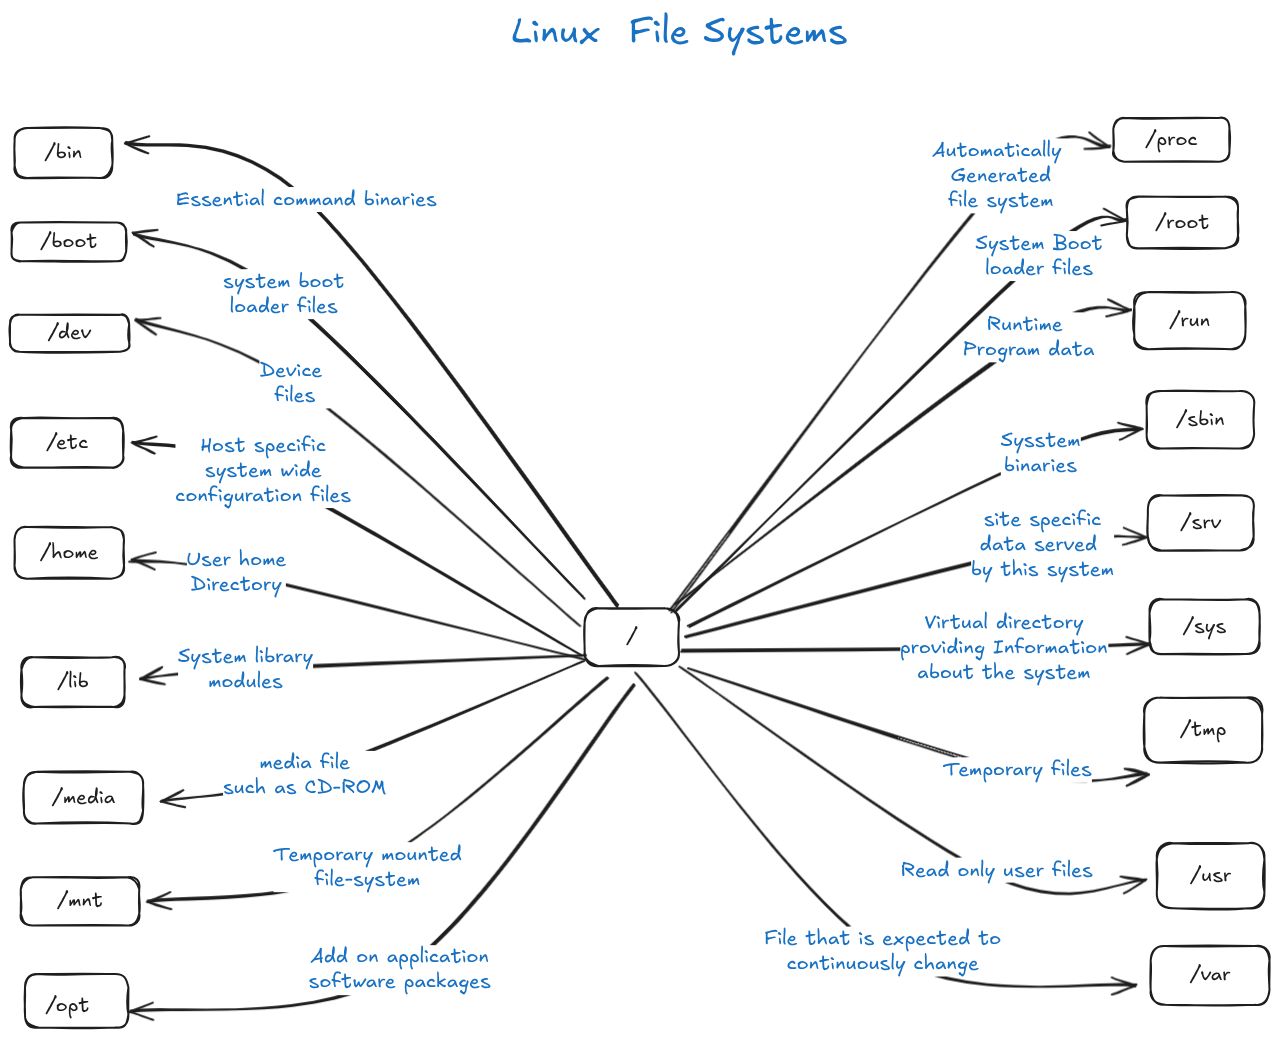 Linux File Systems
/bin
Essential command binaries
/boot
system boot
loader files
/dev
Device
files
/etc
Host specific
system wide
configuration files
/home
User home
Directory
/lib
System library
modules
/media
media file
such as CD-ROM
/mnt
Temporary mounted
file-system
/opt
Add on application
software packages
/
/proc
Automatically
Generated
file system
/root
System Boot
loader files
/run
Runtime
Program data
/sbin
Sysstem
binaries
/srv
site specific
data served
by this system
/sys
Virtual directory
providing Information
about the system
/tmp
Temporary files
/usr
Read only user files
/var
File that is expected to
continuously change